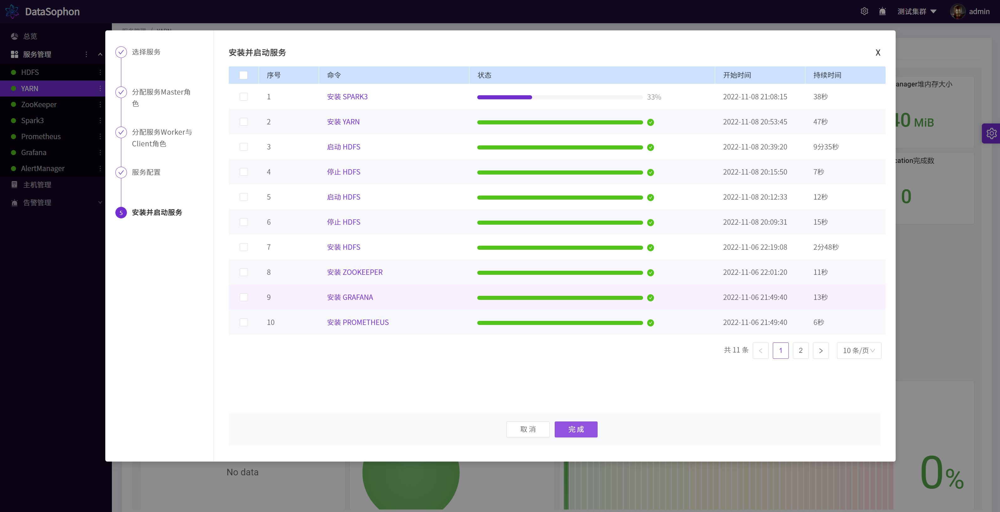 DataSophon
测试集群
admin
总览
服务管理
HDFS
YARN
ZooKeeper
Spark3
Prometheus
Grafana
AlertManager
主机管理
告警管理
服务管理 / YARN
选择服务
分配服务Master角
色
分配服务Worker与
Client角色
服务配置
5 安装并启动服务
安装并启动服务 X
序号 命令 状态 开始时间 持续时间
1 安装 SPARK3 33% 2022-11-08 21:08:15 38秒
2 安装 YARN 2022-11-08 20:53:45 47秒
3 启动 HDFS 2022-11-08 20:39:20 9分35秒
4 停止 HDFS 2022-11-08 20:15:50 7秒
5 启动 HDFS 2022-11-08 20:12:33 12秒
6 停止 HDFS 2022-11-08 20:09:31 15秒
7 安装 HDFS 2022-11-06 22:19:08 2分48秒
8 安装 ZOOKEEPER 2022-11-06 22:01:20 11秒
9 安装 GRAFANA 2022-11-06 21:49:40 13秒
10 安装 PROMETHEUS 2022-11-06 21:49:40 6秒
共 11 条 < 1 2 > 10 条/页
取 消 完 成
anager堆内存大小
40 MiB
cation完成数
0
No data
0%